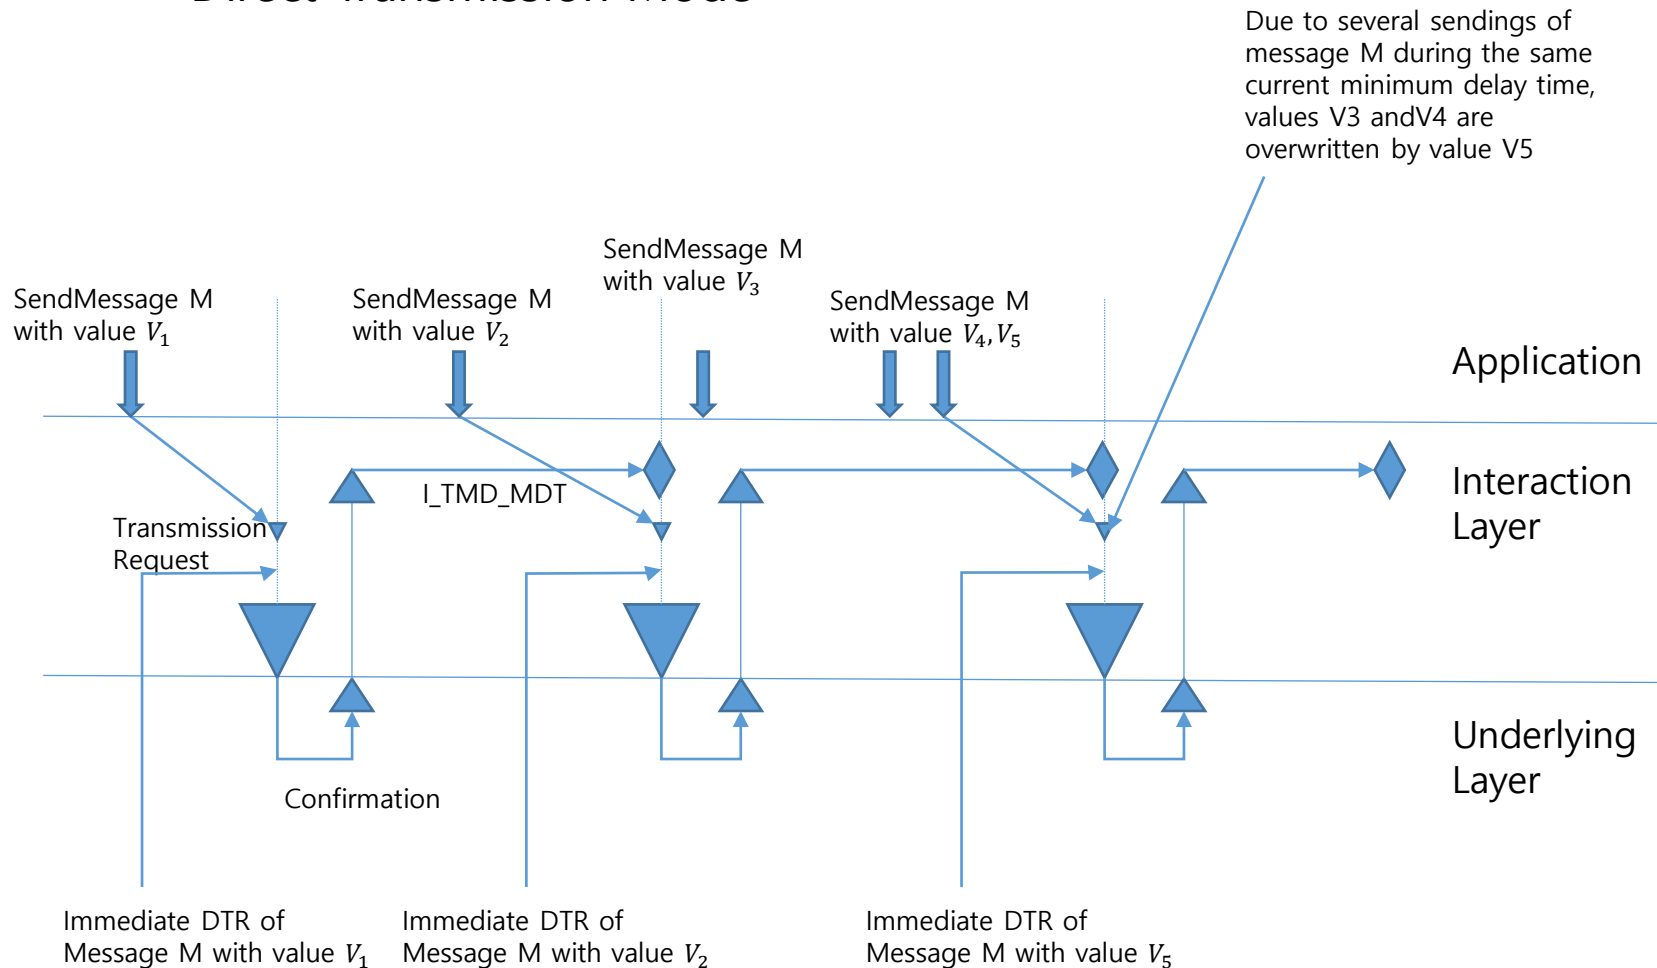 Direct Transmission Mode
Due to several sendings of
message M during the same
current minimum delay time,
values V3 andV4 are
overwritten by value V5
SendMessage M
with value V₃
SendMessage M
with value V₁
SendMessage M
with value V₂
SendMessage M
with value V₄,V₅
Application
I_TMD_MDT
Interaction
Layer
Transmission
Request
Underlying
Layer
Confirmation
Immediate DTR of
Message M with value V₁
Immediate DTR of
Message M with value V₂
Immediate DTR of
Message M with value V₅